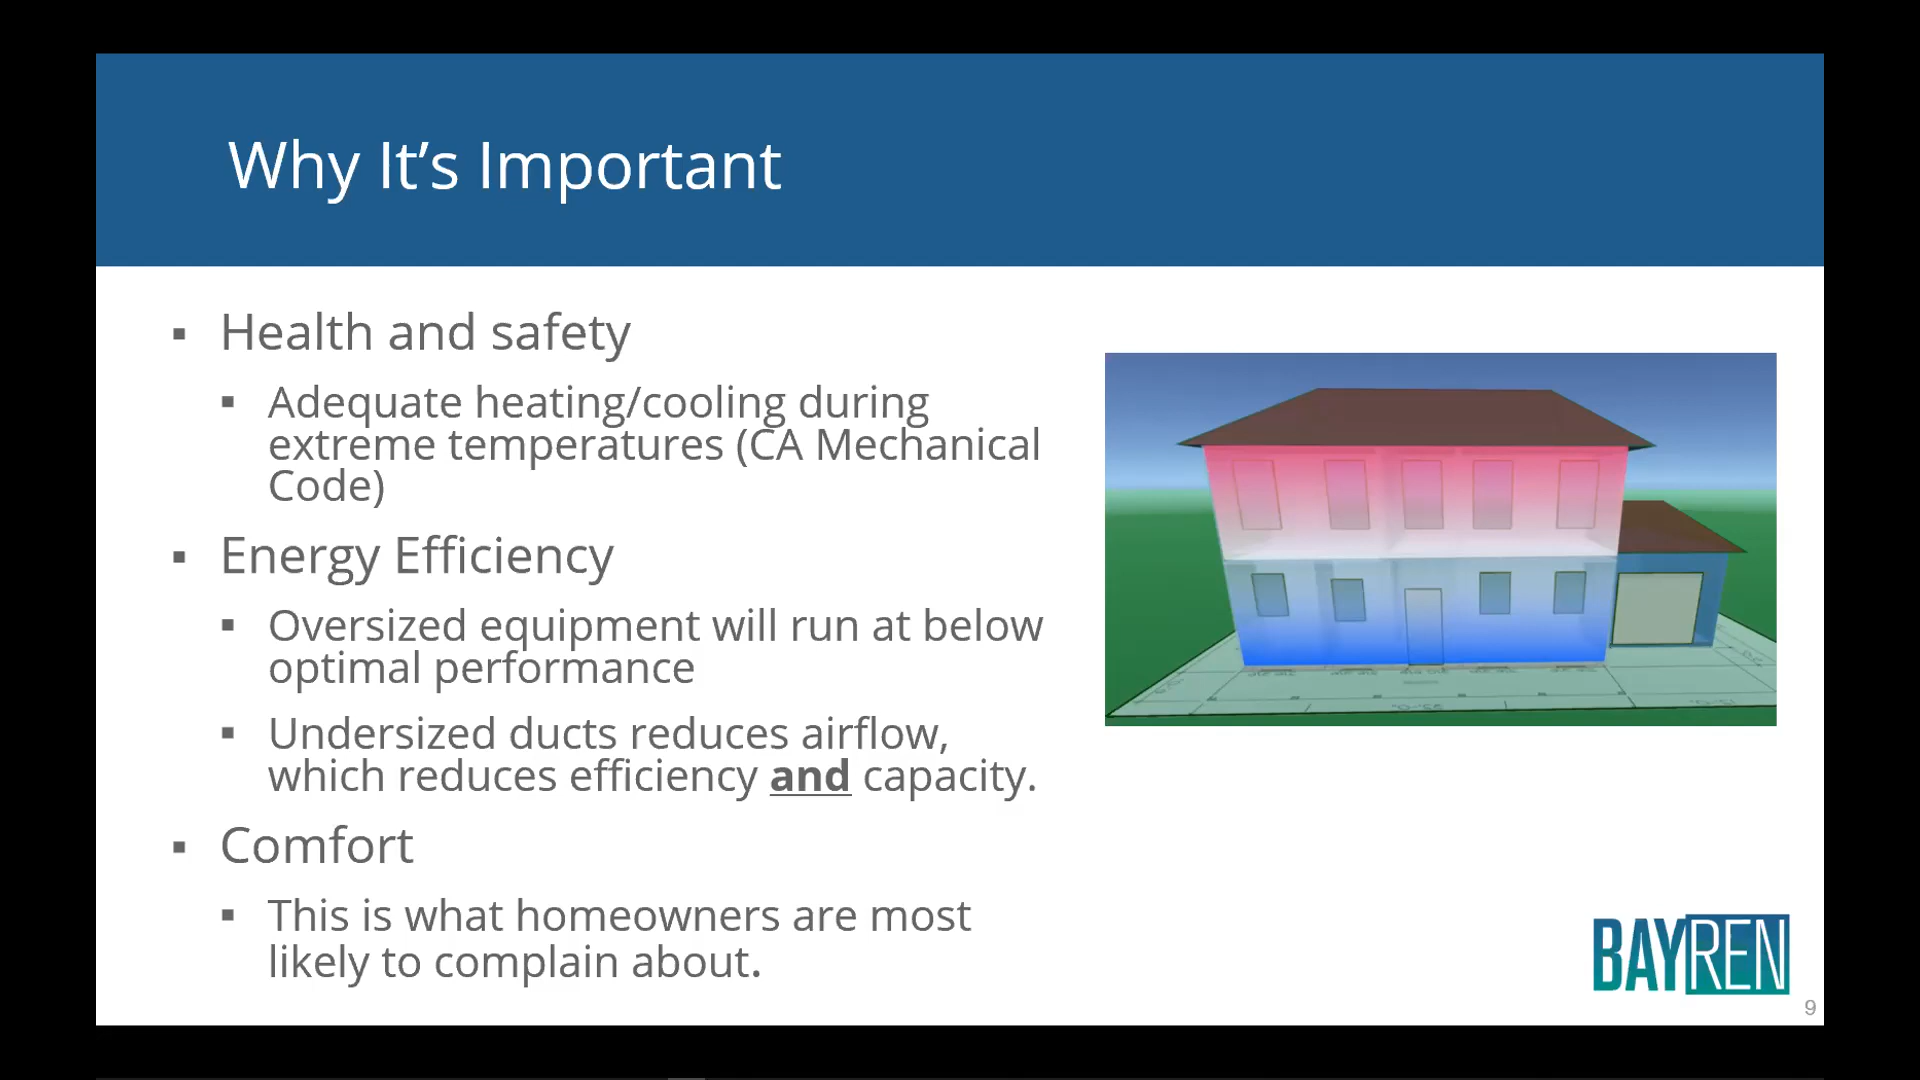 Why It’s Important
▪ Health and safety
▪ Adequate heating/cooling during
extreme temperatures (CA Mechanical
Code)
▪ Energy Efficiency
▪ Oversized equipment will run at below
optimal performance
▪ Undersized ducts reduces airflow,
which reduces efficiency and capacity.
▪ Comfort
▪ This is what homeowners are most
likely to complain about.
BAYREN
9